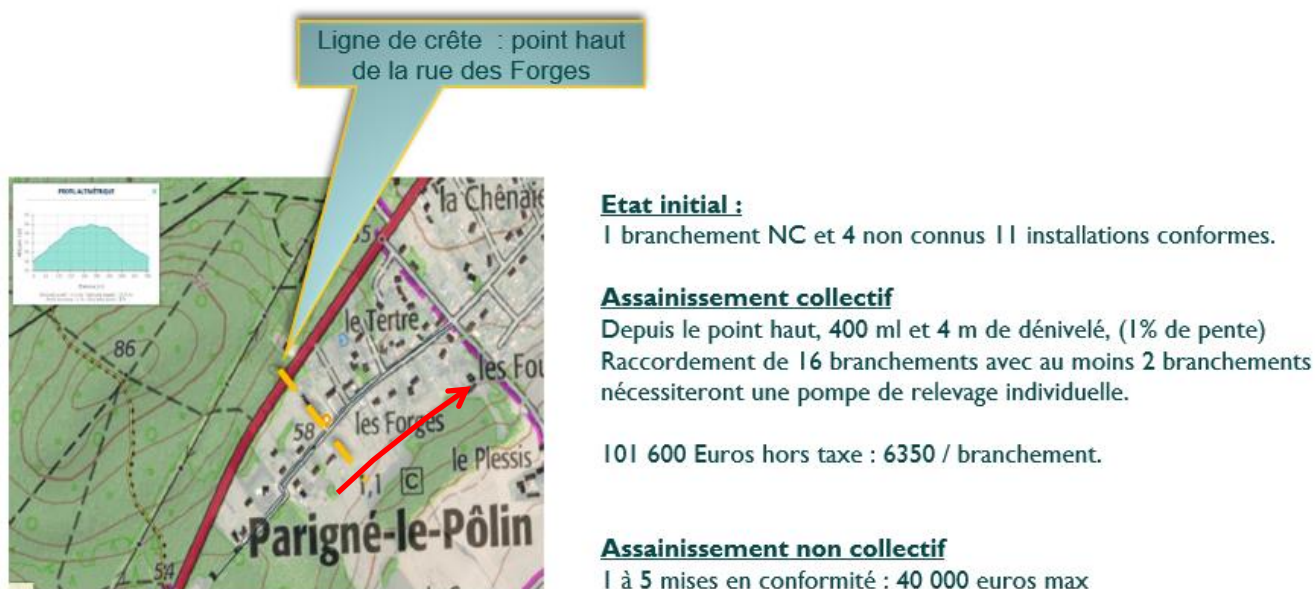 Ligne de crête : point haut
de la rue des Forges
PROFIL ALTIMÉTRIQUE
la Chênaie
le Tertre
86
les Fou
58
les Forges
le Plessis
1,1 C
Parigné-le-Pôlin
54
Etat initial :
1 branchement NC et 4 non connus 11 installations conformes.
Assainissement collectif
Depuis le point haut, 400 ml et 4 m de dénivelé, (1% de pente)
Raccordement de 16 branchements avec au moins 2 branchements
nécessiteront une pompe de relevage individuelle.
101 600 Euros hors taxe : 6350 / branchement.
Assainissement non collectif
1 à 5 mises en conformité : 40 000 euros max